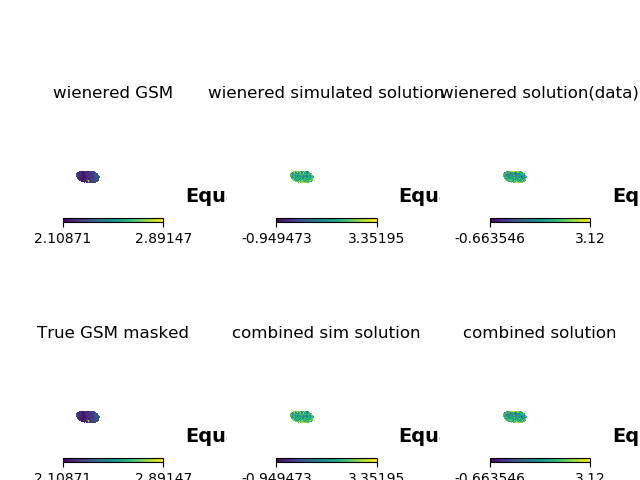 wienered GSM wienered simulated solution wienered solution(data)
Equ Equ Eq
2.10871 2.89147 -0.949473 3.35195 -0.663546 3.12
True GSM masked combined sim solution combined solution
Equ Equ Eq
2.10871 2.89147 -0.949473 3.35195 -0.663546 3.12